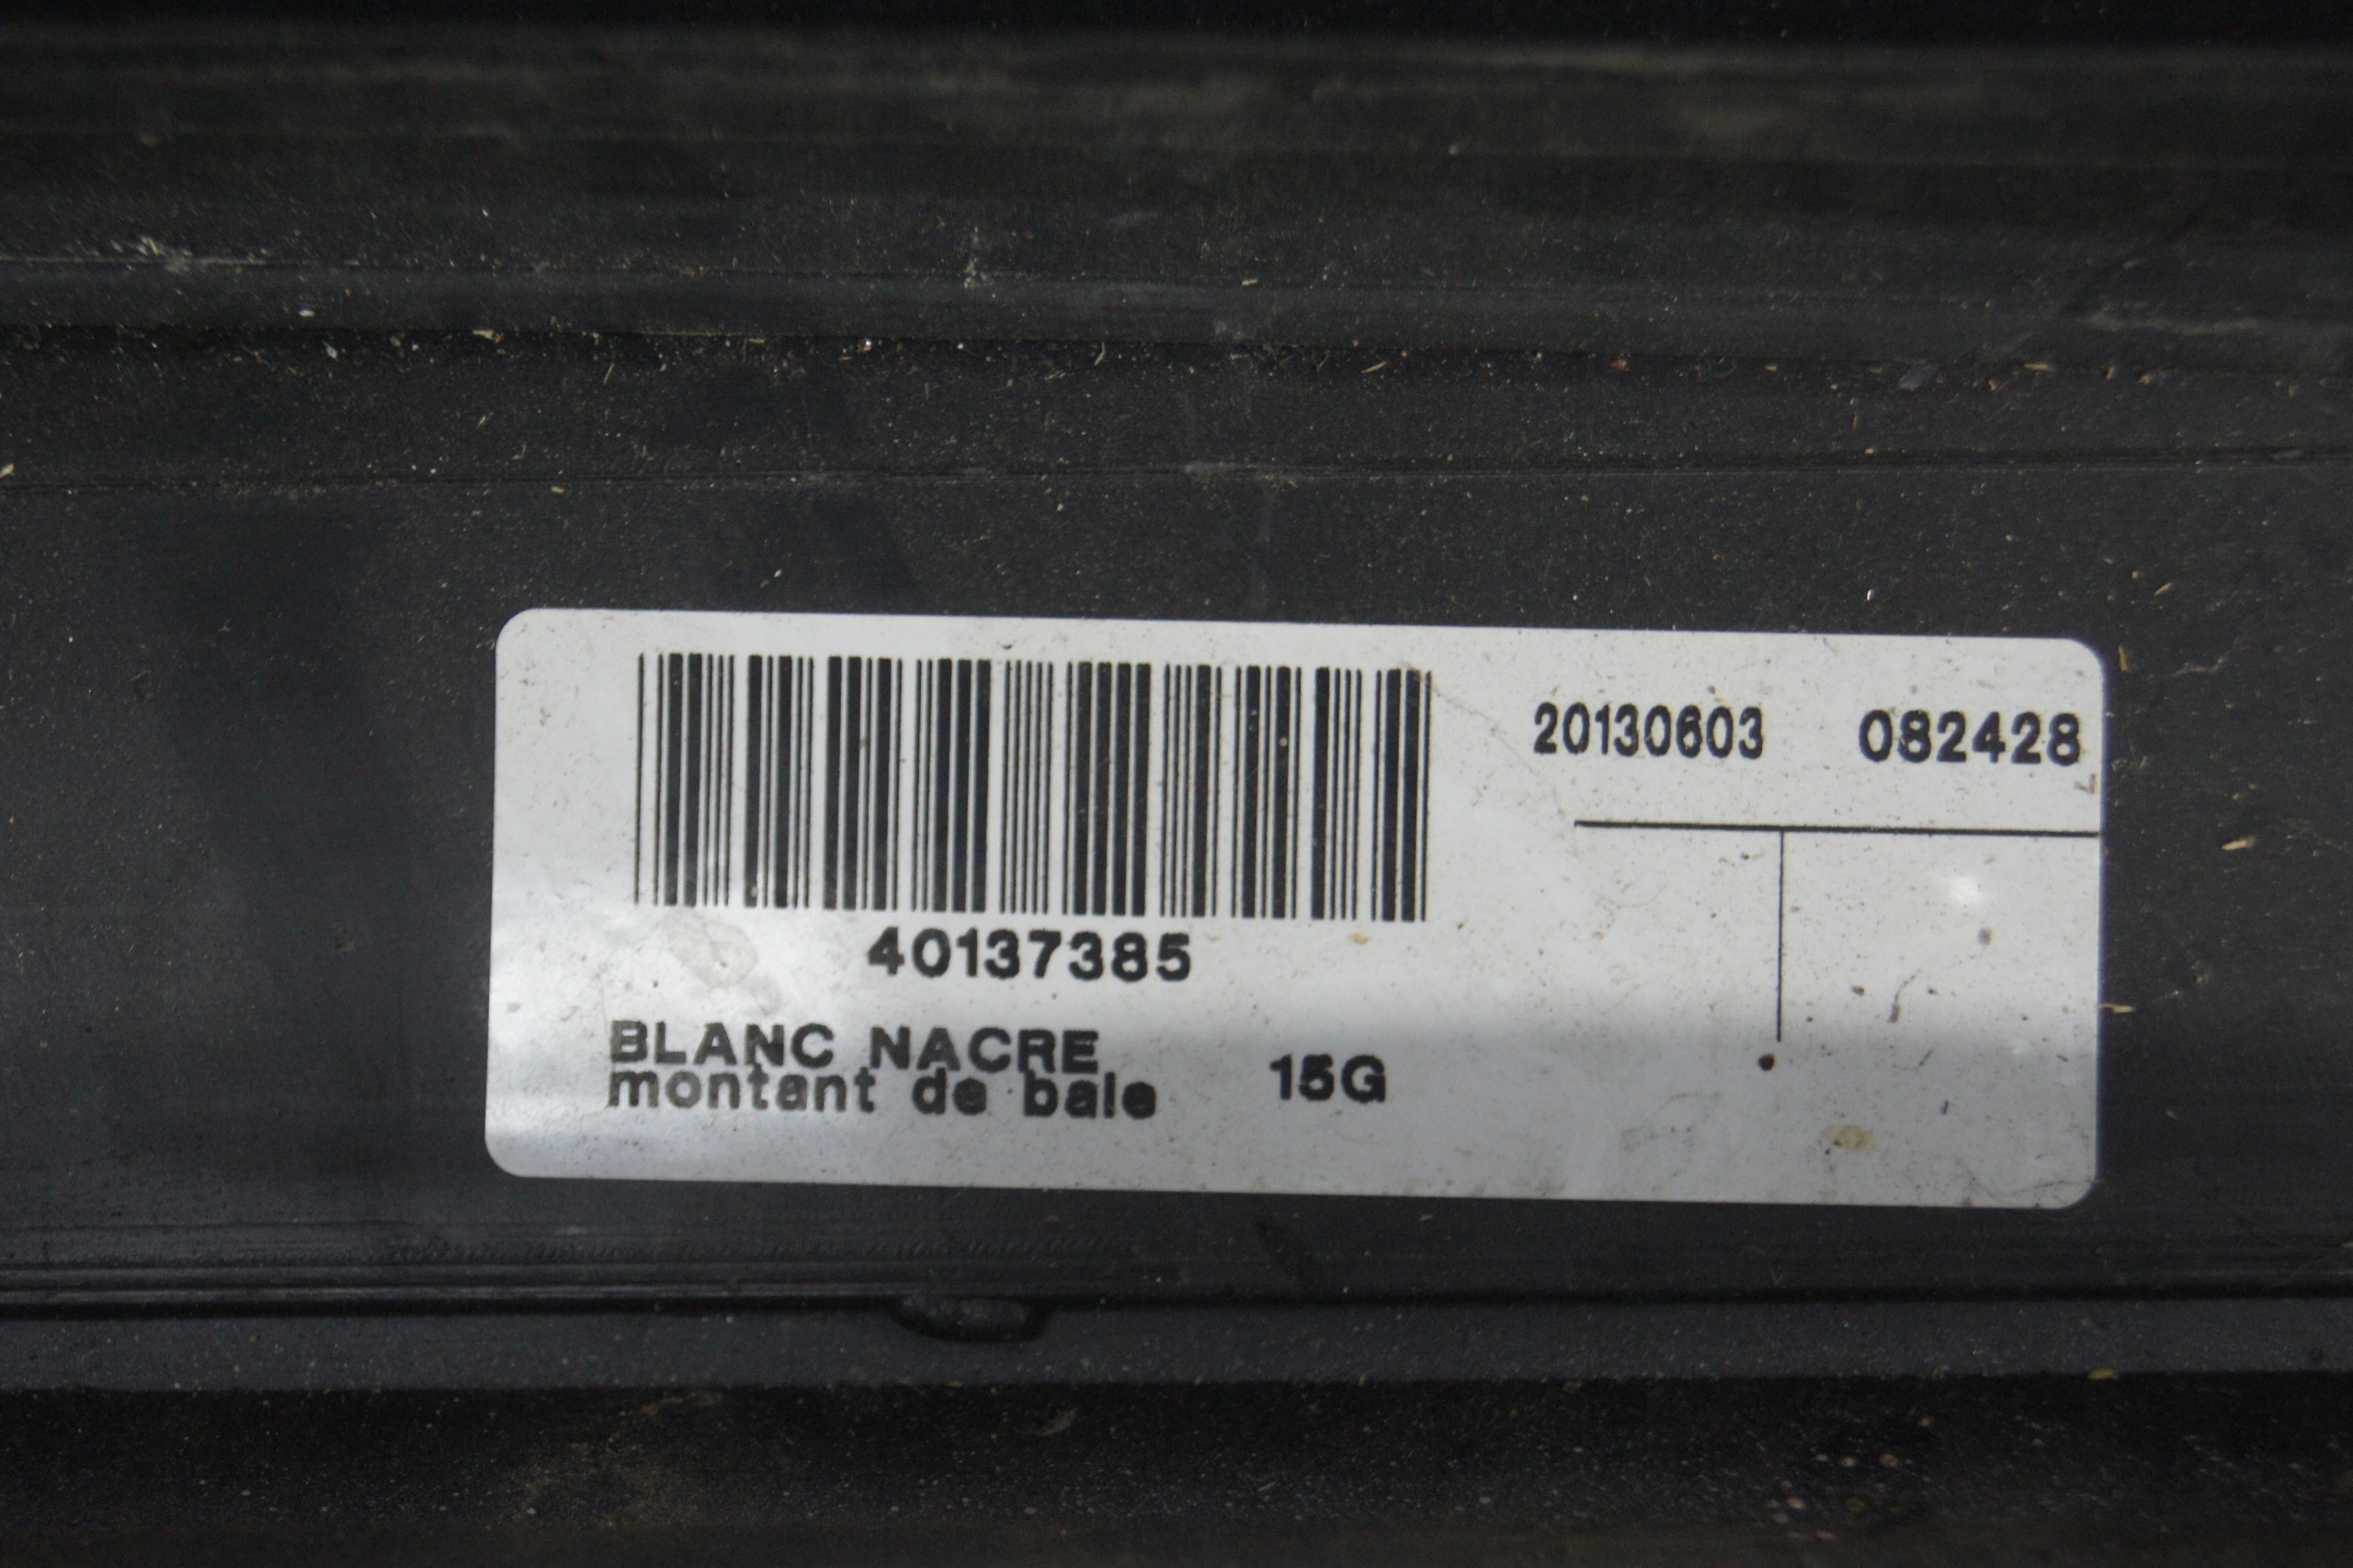 20130603 082428
40137385
BLANC NACRE
montant de baie 15G